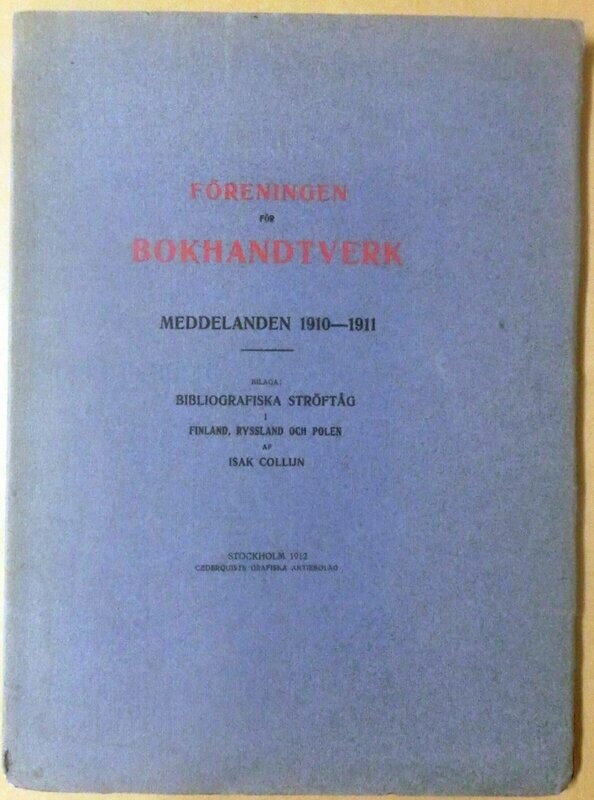 FÖRENINGEN
FÖR
BOKHANDTVERK
MEDDELANDEN 1910—1911
BILAGA:
BIBLIOGRAFISKA STRÖFTÅG
I
FINLAND, RYSSLAND OCH POLEN
AF
ISAK COLLIJN
STOCKHOLM 1912
CEDERQUISTS GRAFISKA AKTIEBOLAG